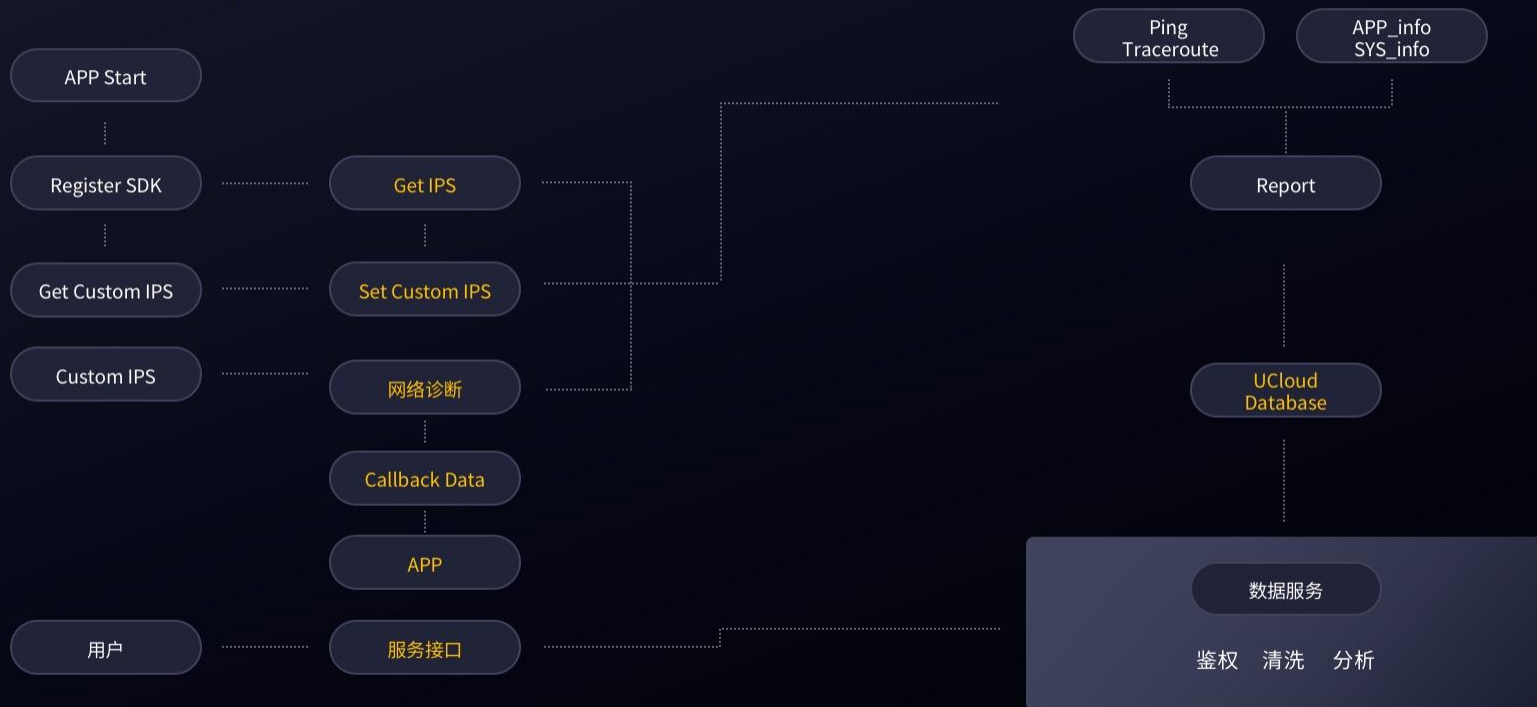 Ping
Traceroute
APP_info
SYS_info
APP Start
Register SDK
Get IPS
Report
Get Custom IPS
Set Custom IPS
Custom IPS
网络诊断
UCloud
Database
Callback Data
APP
数据服务
用户
服务接口
鉴权 清洗 分析